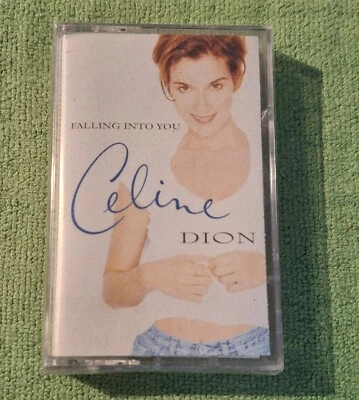 FALLING INTO YOU
Celine
DION